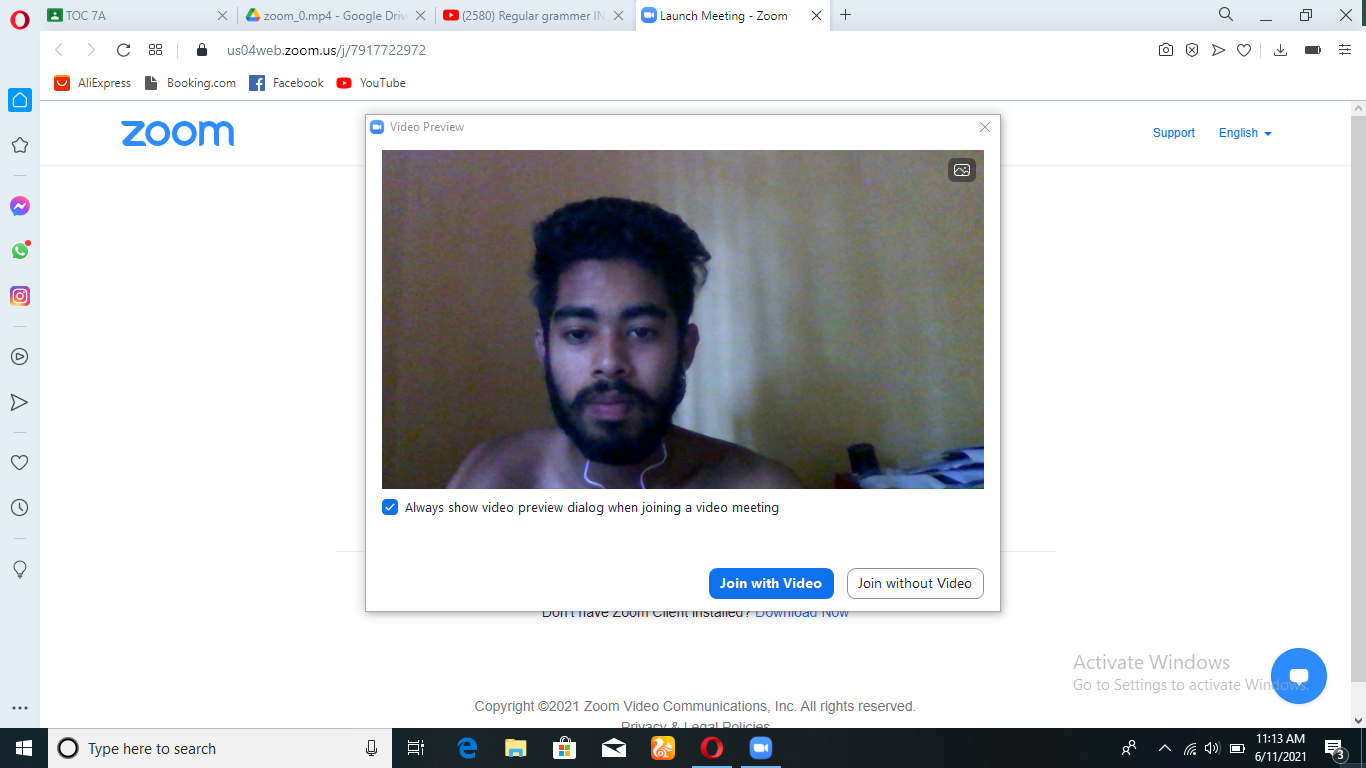 TOC 7A
zoom_0.mp4 - Google Driv
(2580) Regular grammer IN
Launch Meeting - Zoom
us04web.zoom.us/j/7917722972
AliExpress
Booking.com
Facebook
YouTube
zoom
Support
English
Video Preview
Always show video preview dialog when joining a video meeting
Join with Video
Join without Video
Don't have Zoom Client installed? Download Now
Activate Windows
Go to Settings to activate Windows.
Copyright ©2021 Zoom Video Communications, Inc. All rights reserved.
Privacy & Legal Policies
Type here to search
11:13 AM
6/11/2021
3